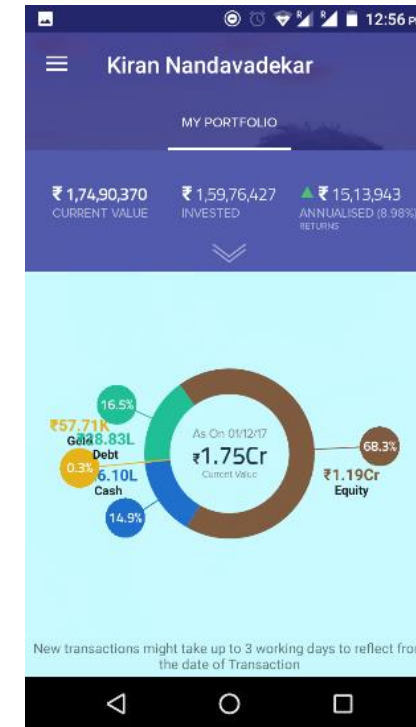 12:56
Kiran Nandavadekar
MY PORTFOLIO
₹ 1,74,90,370
CURRENT VALUE
₹ 1,59,76,427
INVESTED
₹ 15,13,943
ANNUALISED (8.98%)
RETURNS
16.5%
₹57.71K
Gold
8.83L
Debt
0.3%
6.10L
Cash
14.9%
As On 01/12/17
₹1.75Cr
Current Value
68.3%
₹1.19Cr
Equity
New transactions might take up to 3 working days to reflect from
the date of Transaction